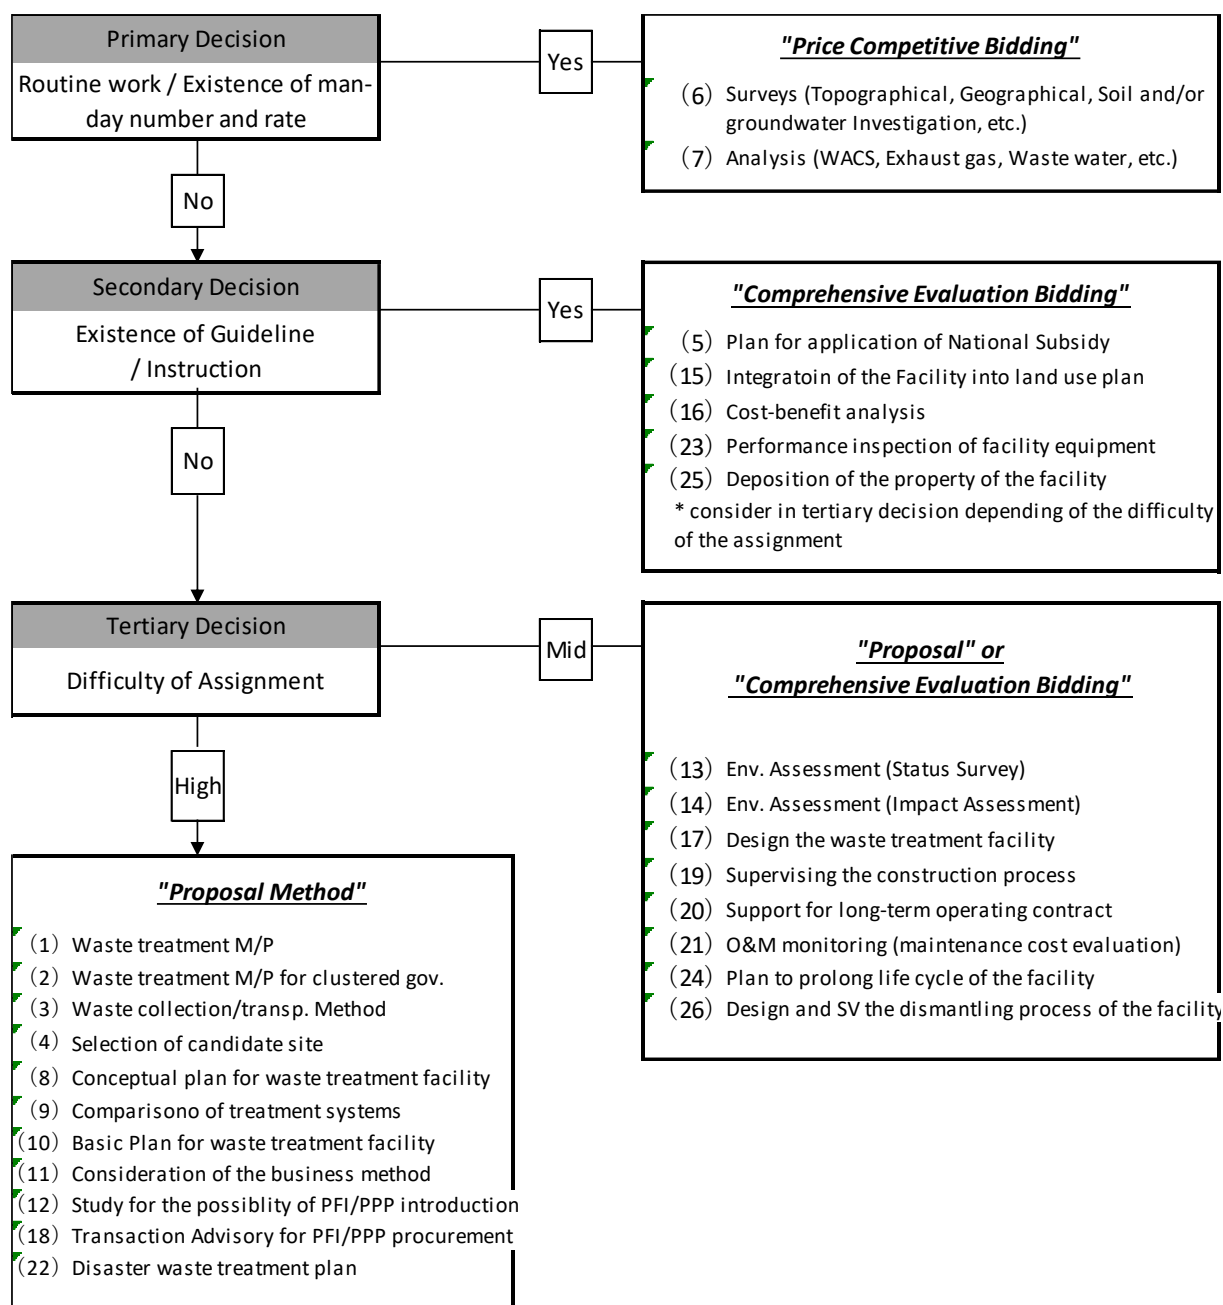 Primary Decision
Routine work / Existence of man-
day number and rate
Yes
"Price Competitive Bidding"
(6) Surveys (Topographical, Geographical, Soil and/or
groundwater Investigation, etc.)
(7) Analysis (WACS, Exhaust gas, Waste water, etc.)
No
Secondary Decision
Existence of Guideline
/ Instruction
Yes
"Comprehensive Evaluation Bidding"
(5) Plan for application of National Subsidy
(15) Integratoin of the Facility into land use plan
(16) Cost-benefit analysis
(23) Performance inspection of facility equipment
(25) Deposition of the property of the facility
* consider in tertiary decision depending of the difficulty
of the assignment
No
Tertiary Decision
Difficulty of Assignment
Mid
"Proposal" or
"Comprehensive Evaluation Bidding"
(13) Env. Assessment (Status Survey)
(14) Env. Assessment (Impact Assessment)
(17) Design the waste treatment facility
(19) Supervising the construction process
(20) Support for long-term operating contract
(21) O&M monitoring (maintenance cost evaluation)
(24) Plan to prolong life cycle of the facility
(26) Design and SV the dismantling process of the facility
High
"Proposal Method"
(1) Waste treatment M/P
(2) Waste treatment M/P for clustered gov.
(3) Waste collection/transp. Method
(4) Selection of candidate site
(8) Conceptual plan for waste treatment facility
(9) Comparisono of treatment systems
(10) Basic Plan for waste treatment facility
(11) Consideration of the business method
(12) Study for the possiblity of PFI/PPP introduction
(18) Transaction Advisory for PFI/PPP procurement
(22) Disaster waste treatment plan